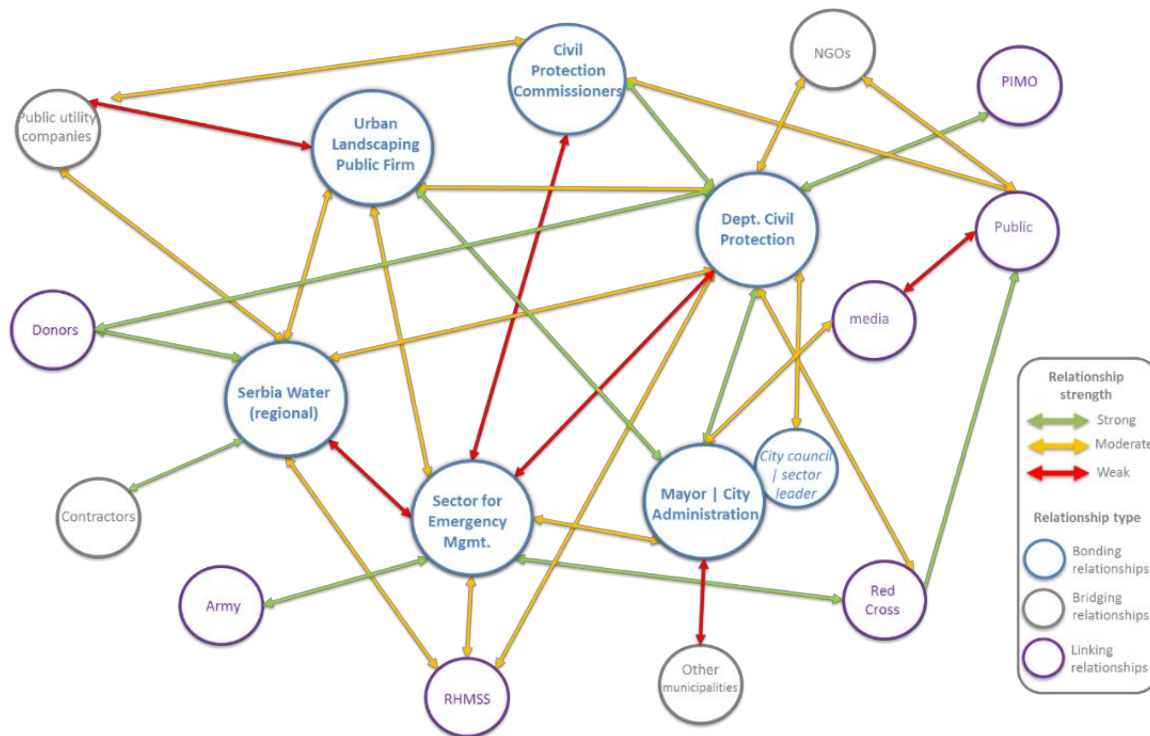 Civil
Protection
Commissioners
NGOs
PIMO
Public utility
companies
Urban
Landscaping
Public Firm
Dept. Civil
Protection
Public
media
Donors
Serbia Water
(regional)
City council
| sector
leader
Contractors
Sector for
Emergency
Mgmt.
Mayor | City
Administration
Army
Red
Cross
RHMSS
Other
municipalities
Relationship
strength
Strong
Moderate
Weak
Relationship type
Bonding
relationships
Bridging
relationships
Linking
relationships